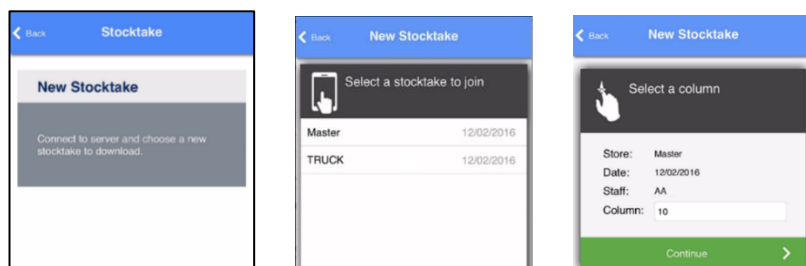 Back Stocktake
New Stocktake
Connect to server and choose a new
stocktake to download.
Back New Stocktake
Select a stocktake to join
Master 12/02/2016
TRUCK 12/02/2016
Back New Stocktake
Select a column
Store: Master
Date: 12/02/2016
Staff: AA
Column: 10
Continue